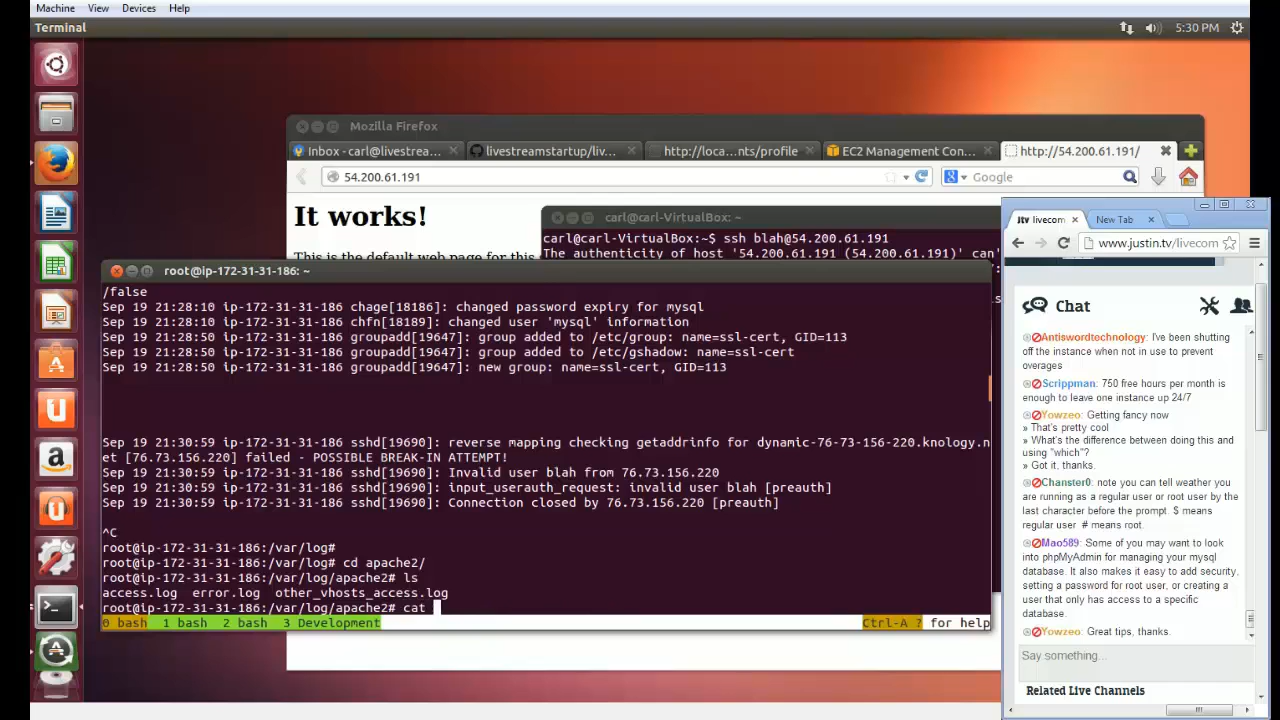 Machine View Devices Help
Terminal
5:30 PM
Mozilla Firefox
Inbox - carl@livestrea...
livestreamstartup/liv...
http://loca...nts/profile
EC2 Management Con...
http://54.200.61.191/
54.200.61.191
Google
It works!
This is the default web page for this
carl@carl-VirtualBox: ~
carl@carl-VirtualBox:~$ ssh blah@54.200.61.191
The authenticity of host '54.200.61.191 (54.200.61.191)' can'
root@ip-172-31-31-186: ~
/false
Sep 19 21:28:10 ip-172-31-31-186 chage[18186]: changed password expiry for mysql
Sep 19 21:28:10 ip-172-31-31-186 chfn[18189]: changed user 'mysql' information
Sep 19 21:28:50 ip-172-31-31-186 groupadd[19647]: group added to /etc/group: name=ssl-cert, GID=113
Sep 19 21:28:50 ip-172-31-31-186 groupadd[19647]: group added to /etc/gshadow: name=ssl-cert
Sep 19 21:28:50 ip-172-31-31-186 groupadd[19647]: new group: name=ssl-cert, GID=113
Sep 19 21:30:59 ip-172-31-31-186 sshd[19690]: reverse mapping checking getaddrinfo for dynamic-76-73-156-220.knology.n
et [76.73.156.220] failed - POSSIBLE BREAK-IN ATTEMPT!
Sep 19 21:30:59 ip-172-31-31-186 sshd[19690]: Invalid user blah from 76.73.156.220
Sep 19 21:30:59 ip-172-31-31-186 sshd[19690]: input_userauth_request: invalid user blah [preauth]
Sep 19 21:30:59 ip-172-31-31-186 sshd[19690]: Connection closed by 76.73.156.220 [preauth]
^C
root@ip-172-31-31-186:/var/log#
root@ip-172-31-31-186:/var/log# cd apache2/
root@ip-172-31-31-186:/var/log/apache2# ls
access.log error.log other_vhosts_access.log
root@ip-172-31-31-186:/var/log/apache2# cat
0 bash 1 bash 2 bash 3 Development Ctrl-A ? for help
jtv livecom
New Tab
www.justin.tv/livecom
Chat
Antiswordtechnology: I've been shutting
off the instance when not in use to prevent
overages
Scrippman: 750 free hours per month is
enough to leave one instance up 24/7
Yowzeo: Getting fancy now
» That's pretty cool
» What's the difference between doing this and
using "which"?
» Got it, thanks.
Chanster0: note you can tell weather you
are running as a regular user or root user by the
last character before the prompt. $ means
regular user # means root.
Mao589: Some of you may want to look
into phpMyAdmin for managing your mysql
database. It also makes it easy to add security,
setting a password for root user, or creating a
user that only has access to a specific
database.
Yowzeo: Great tips, thanks.
Say something...
Related Live Channels